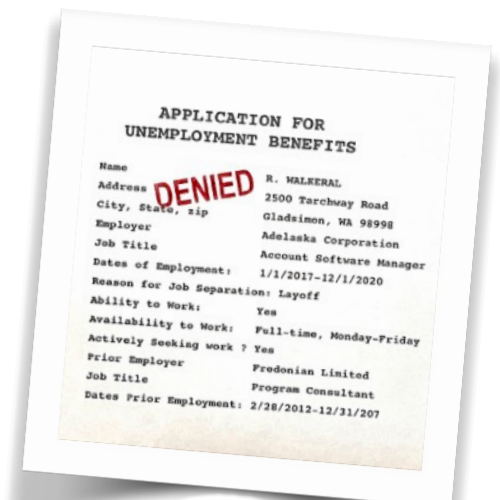 APPLICATION FOR
UNEMPLOYMENT BENEFITS
Name R. WALKERAL
DENIED
Address 2500 Tarchway Road
City, State, zip Gladsimon, WA 98998
Employer Adelaska Corporation
Job Title Account Software Manager
Dates of Employment: 1/1/2017-12/1/2020
Reason for Job Separation: Layoff
Ability to Work: Yes
Availability to Work: Full-time, Monday-Friday
Actively Seeking work ? Yes
Prior Employer Fredonian Limited
Job Title Program Consultant
Dates Prior Employment: 2/28/2012-12/31/207